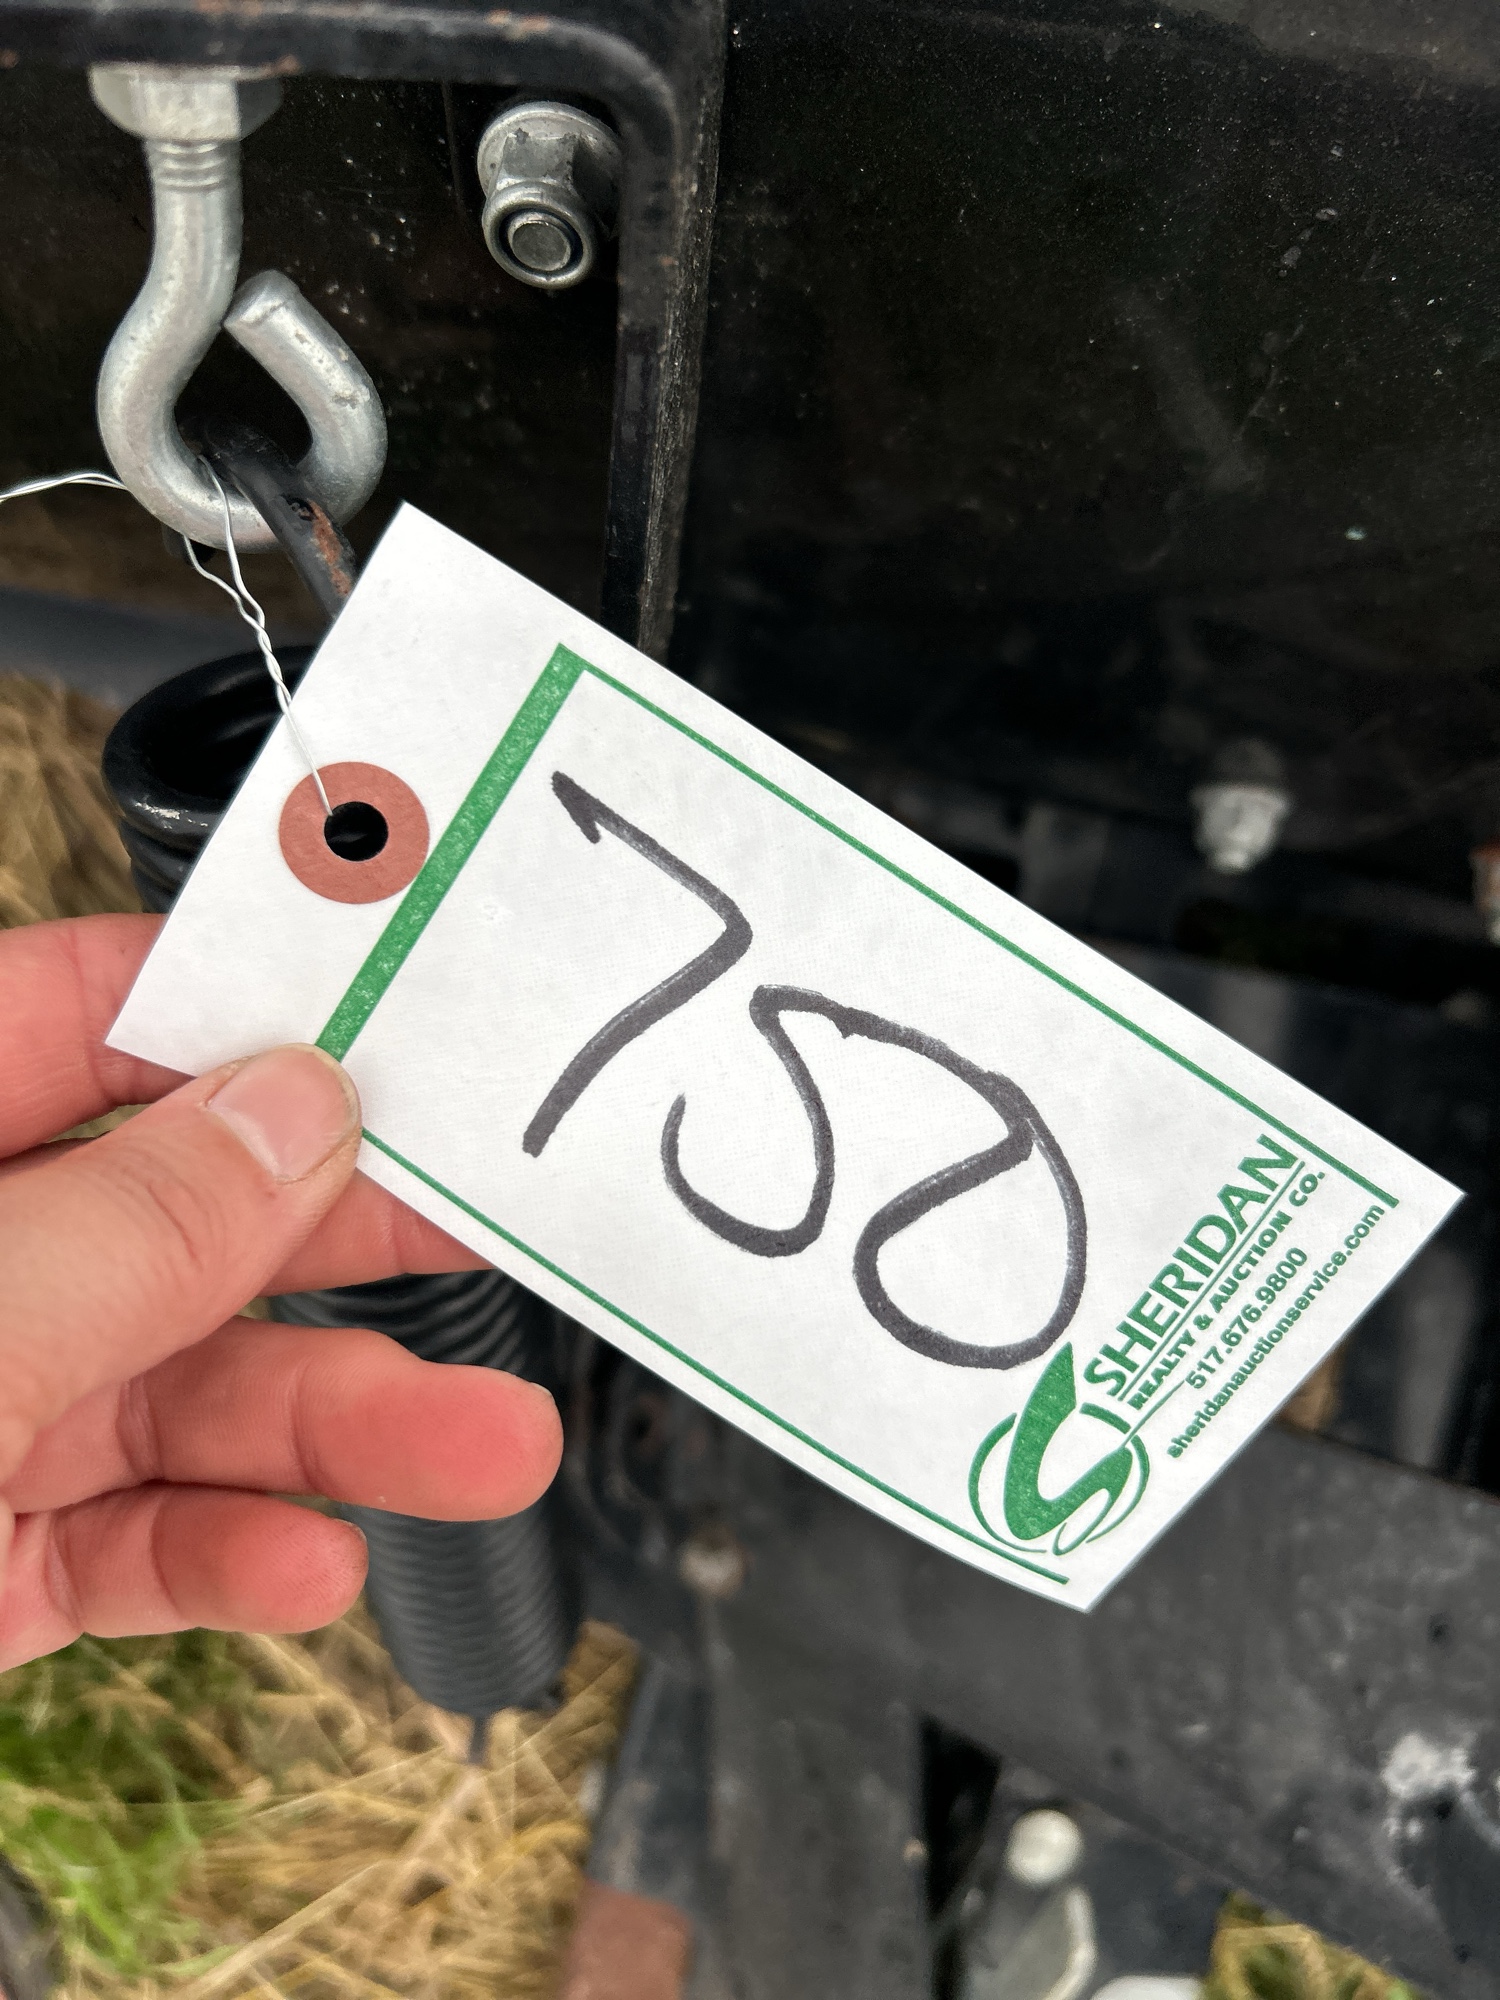 750
SHERIDAN
REALTY & AUCTION CO.
517.676.9800
sheridanauctionservice.com